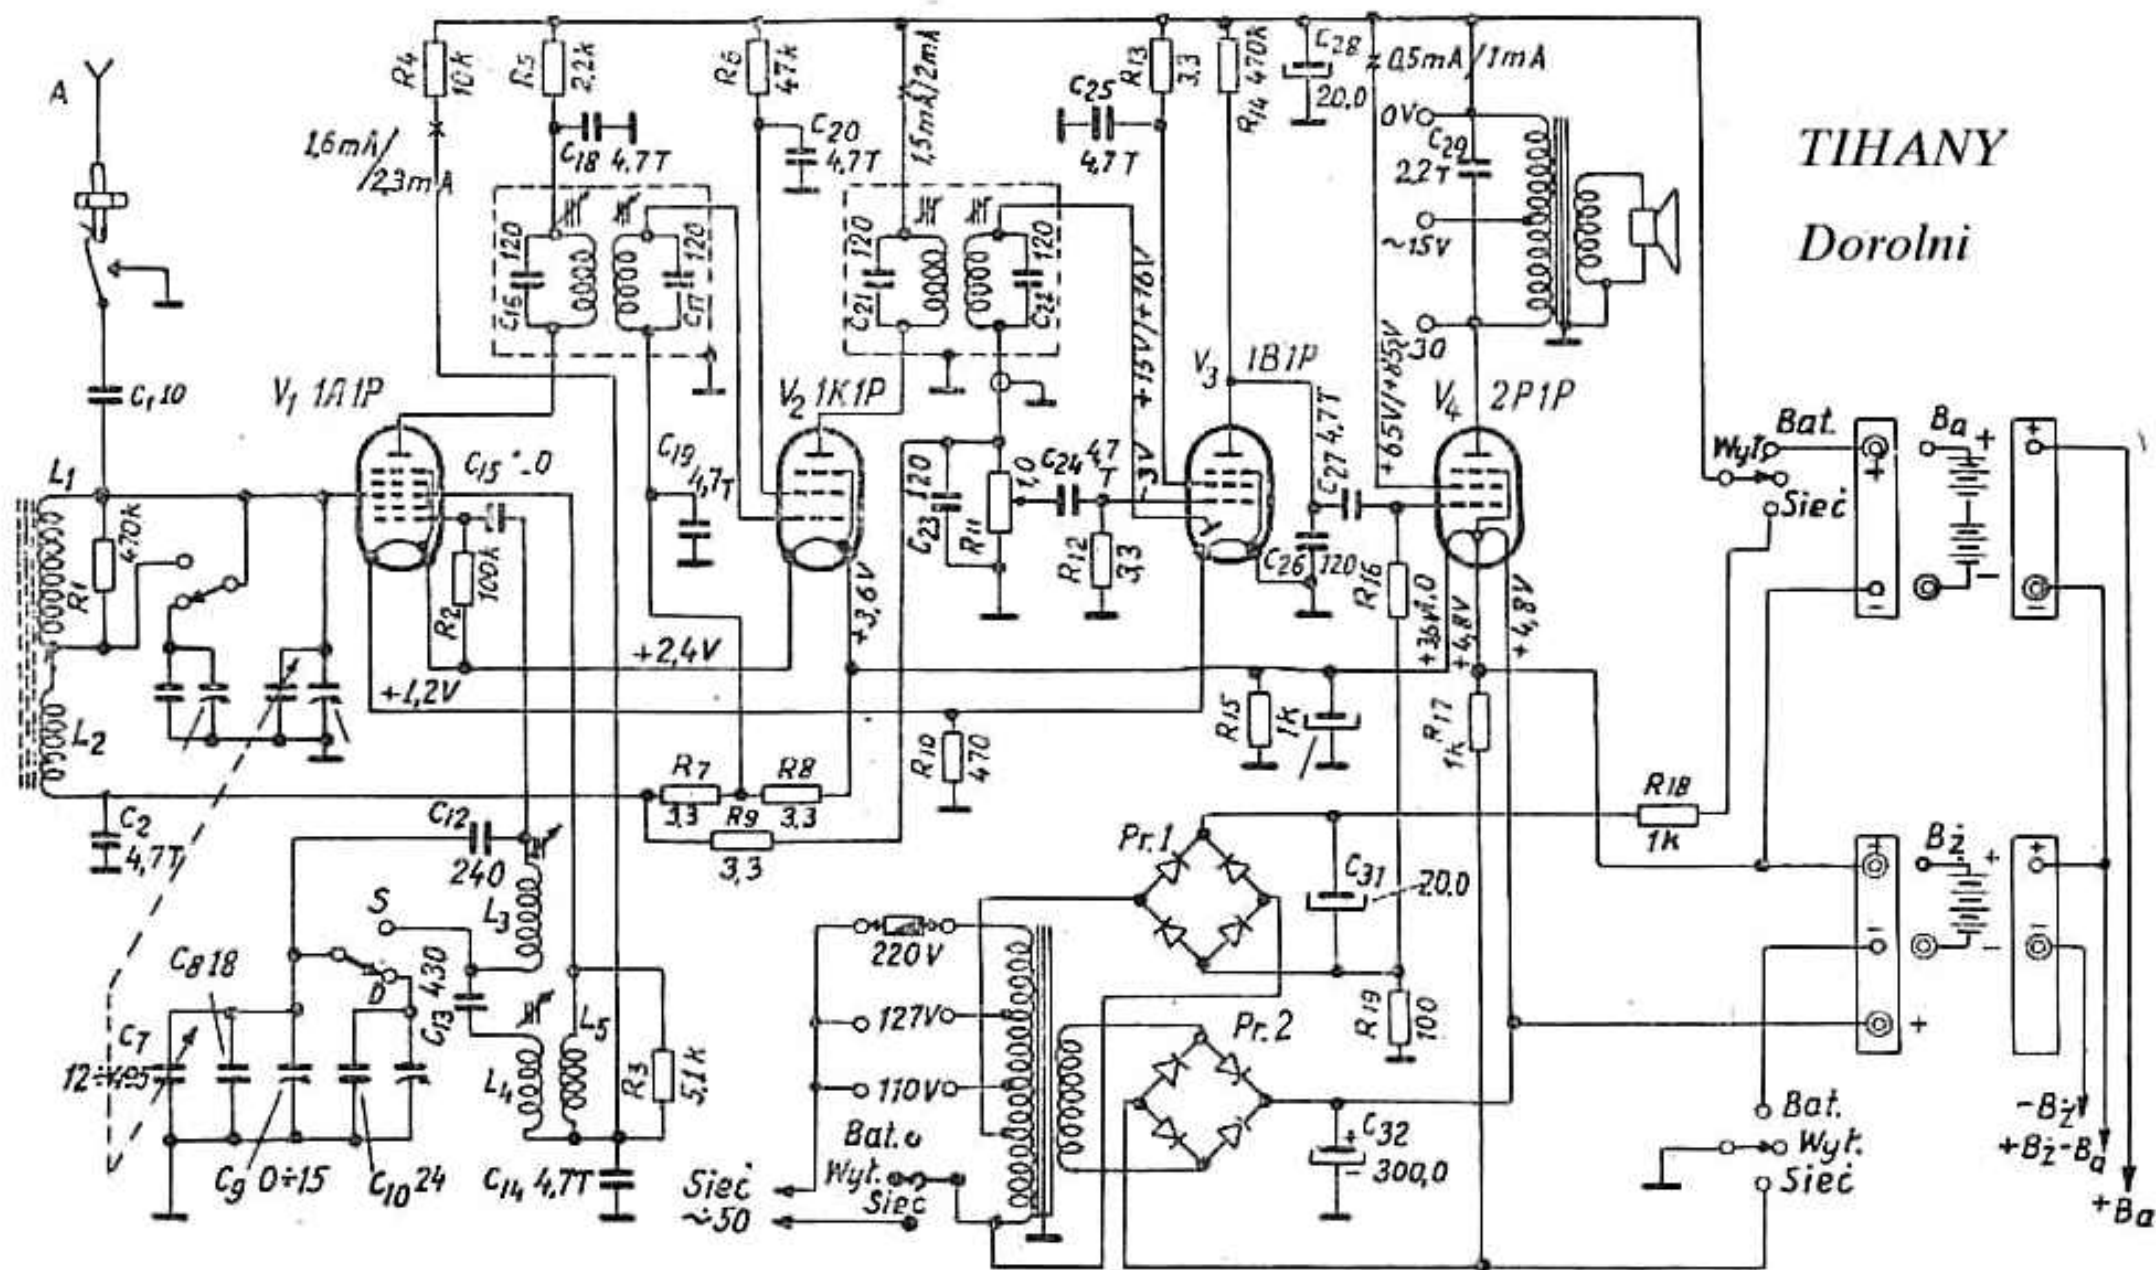 TIHANY
Dorolni
A
R4
10k
R5
2,2k
R6
47k
1,5mA/2mA
R13
3,3
R14 470k
C28
20,0
0,5mA/1mA
1,6mA/
/2,3mA
C18 4,7T
C20
4,7T
C25
4,7T
0V
C29
2,2T
~15V
30
C16
120
C17
120
C21
120
C22
120
+15V/+16V
-3V
+65V/+85V
C1 10
V1 1A1P
V2 1K1P
V3
1B1P
V4 2P1P
C15
C19
4,7T
C23
120
R11
1,0
C24 4,7
T
R12
3,3
C26 120
C27 4,7T
R16
Bat.
Wył.
Sieć
Ba
+
-
L1
R1
470k
R2
100k
+2,4V
+1,2V
+3,6V
+4,8V
+4,8V
L2
R10
470
R15
1k
R17
1k
R7
3,3
R8
3,3
R9
3,3
R18
1k
C2
4,7T
C12
240
L3
S
D
C13 430
L4
L5
R3
5,1k
C8 18
C7
C9 0÷15
C10 24
C14 4,7T
Pr.1
C31
20,0
Bż
+
-
R19
100
Pr.2
220V
127V
110V
Bat.
Wył.
Sieć
Sieć
~50
C32
300,0
Bat.
Wył.
Sieć
-Bż
+Bż-Ba
+Ba